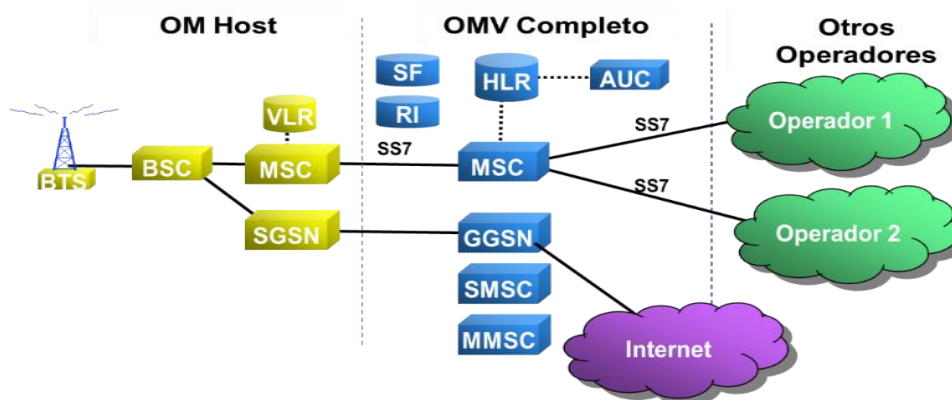 OM Host
OMV Completo
Otros
Operadores
SF
HLR
AUC
RI
VLR
SS7
Operador 1
BTS
BSC
MSC
SS7
MSC
SS7
Operador 2
SGSN
GGSN
SMSC
MMSC
Internet